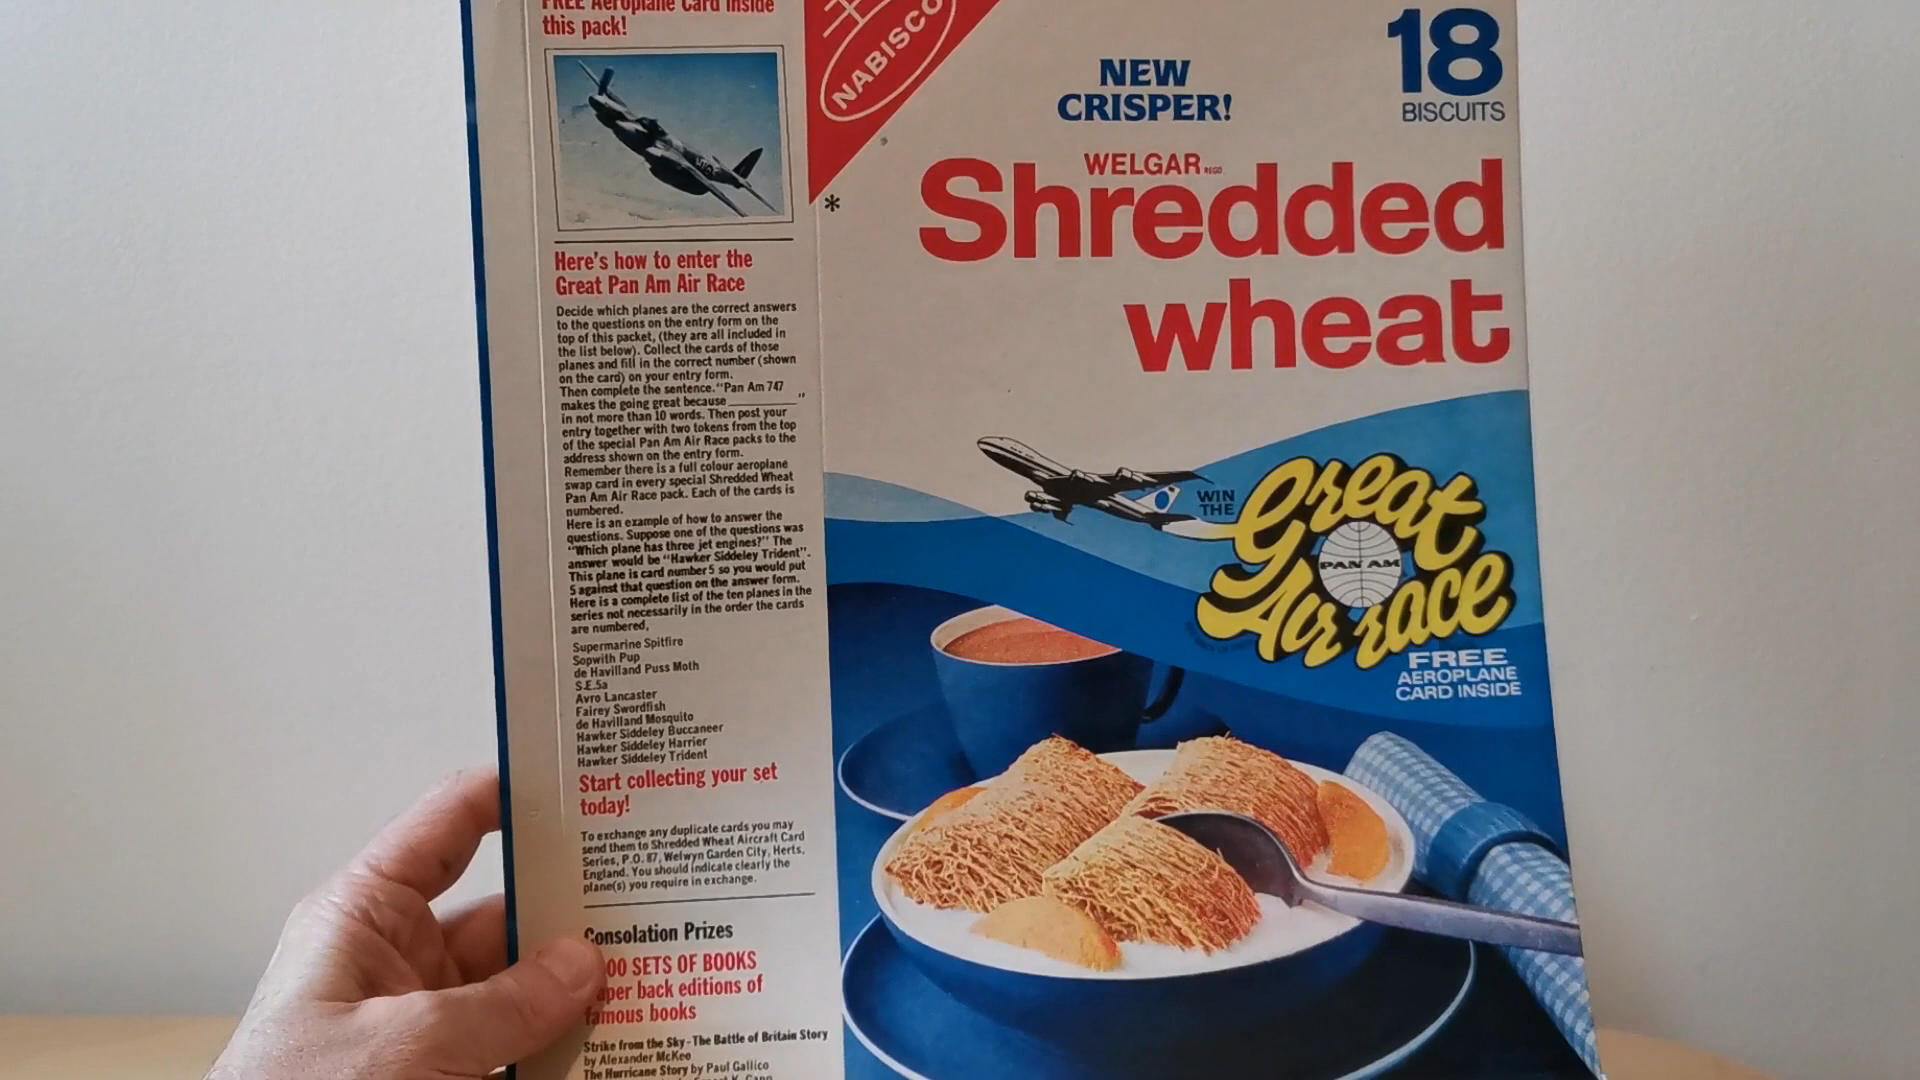 FREE Aeroplane Card inside
this pack!
Here's how to enter the
Great Pan Am Air Race
Decide which planes are the correct answers
to the questions on the entry form on the
top of this packet, (they are all included in
the list below). Collect the cards of those
planes and fill in the correct number (shown
on the card) on your entry form.
Then complete the sentence. "Pan Am 747
makes the going great because__________"
in not more than 10 words. Then post your
entry together with two tokens from the top
of the special Pan Am Air Race packs to the
address shown on the entry form.
Remember there is a full colour aeroplane
swap card in every special Shredded Wheat
Pan Am Air Race pack. Each of the cards is
numbered.
Here is an example of how to answer the
questions. Suppose one of the questions was
"Which plane has three jet engines?" The
answer would be "Hawker Siddeley Trident".
This plane is card number 5 so you would put
5 against that question on the answer form.
Here is a complete list of the ten planes in the
series not necessarily in the order the cards
are numbered,
Supermarine Spitfire
Sopwith Pup
de Havilland Puss Moth
S.E.5a
Avro Lancaster
Fairey Swordfish
de Havilland Mosquito
Hawker Siddeley Buccaneer
Hawker Siddeley Harrier
Hawker Siddeley Trident
Start collecting your set
today!
To exchange any duplicate cards you may
send them to Shredded Wheat Aircraft Card
Series, P.O. 87, Welwyn Garden City, Herts,
England. You should indicate clearly the
plane(s) you require in exchange.
Consolation Prizes
00 SETS OF BOOKS
aper back editions of
famous books
Strike from the Sky-The Battle of Britain Story
by Alexander McKee
The Hurricane Story by Paul Gallico
NABISCO
*
NEW
CRISPER!
18
BISCUITS
WELGAR REGD.
Shredded
wheat
WIN
THE
Great
PAN AM
Air race
FREE
AEROPLANE
CARD INSIDE